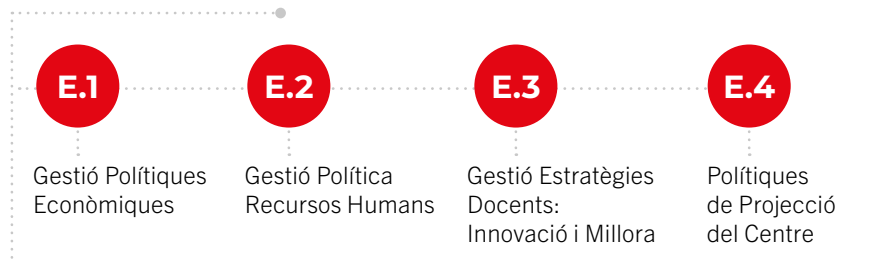 E.1
Gestió Polítiques
Econòmiques
E.2
Gestió Política
Recursos Humans
E.3
Gestió Estratègies
Docents:
Innovació i Millora
E.4
Polítiques
de Projecció
del Centre